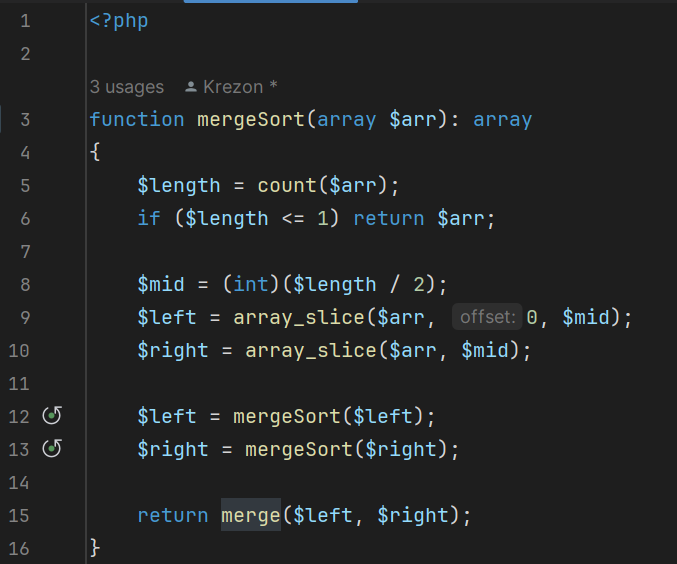 1 <?php
2
3 usages Krezon *
3 function mergeSort(array $arr): array
4 {
5 $length = count($arr);
6 if ($length <= 1) return $arr;
7
8 $mid = (int)($length / 2);
9 $left = array_slice($arr, offset: 0, $mid);
10 $right = array_slice($arr, $mid);
11
12 $left = mergeSort($left);
13 $right = mergeSort($right);
14
15 return merge($left, $right);
16 }